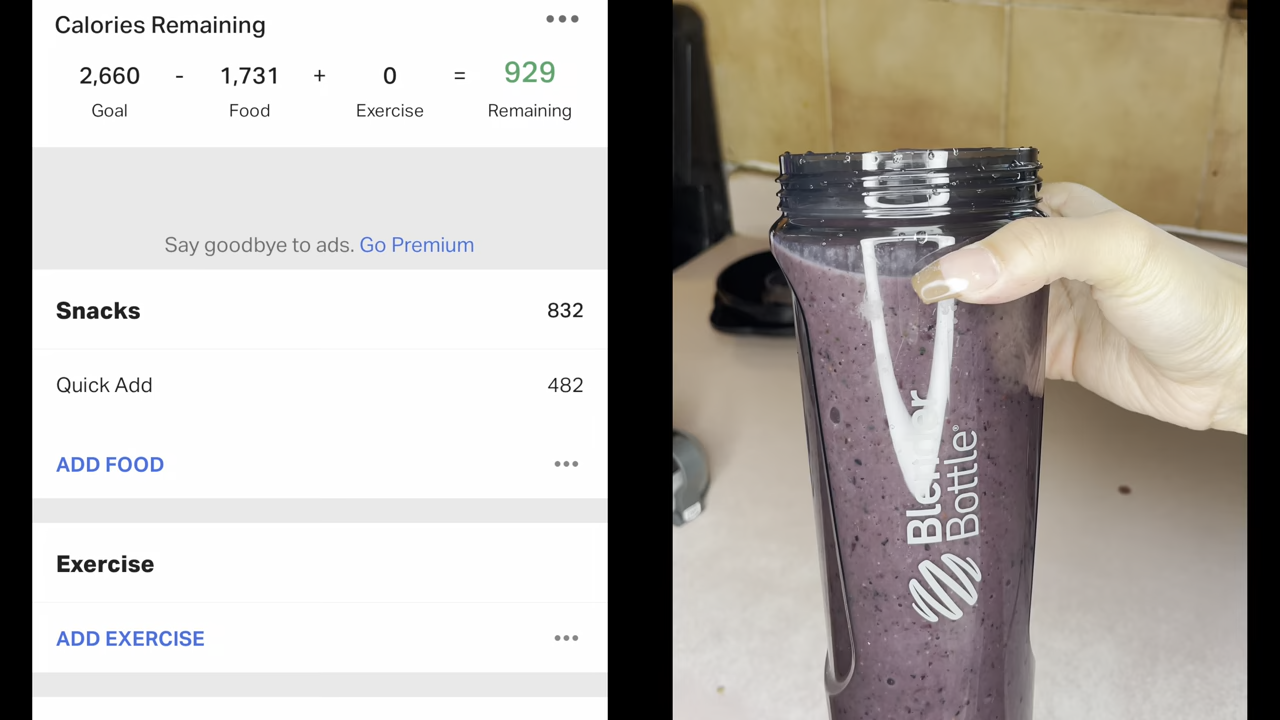 Calories Remaining
2,660 - 1,731 + 0 = 929
Goal Food Exercise Remaining
Say goodbye to ads. Go Premium
Snacks 832
Quick Add 482
ADD FOOD
Exercise
ADD EXERCISE
Blender
Bottle®